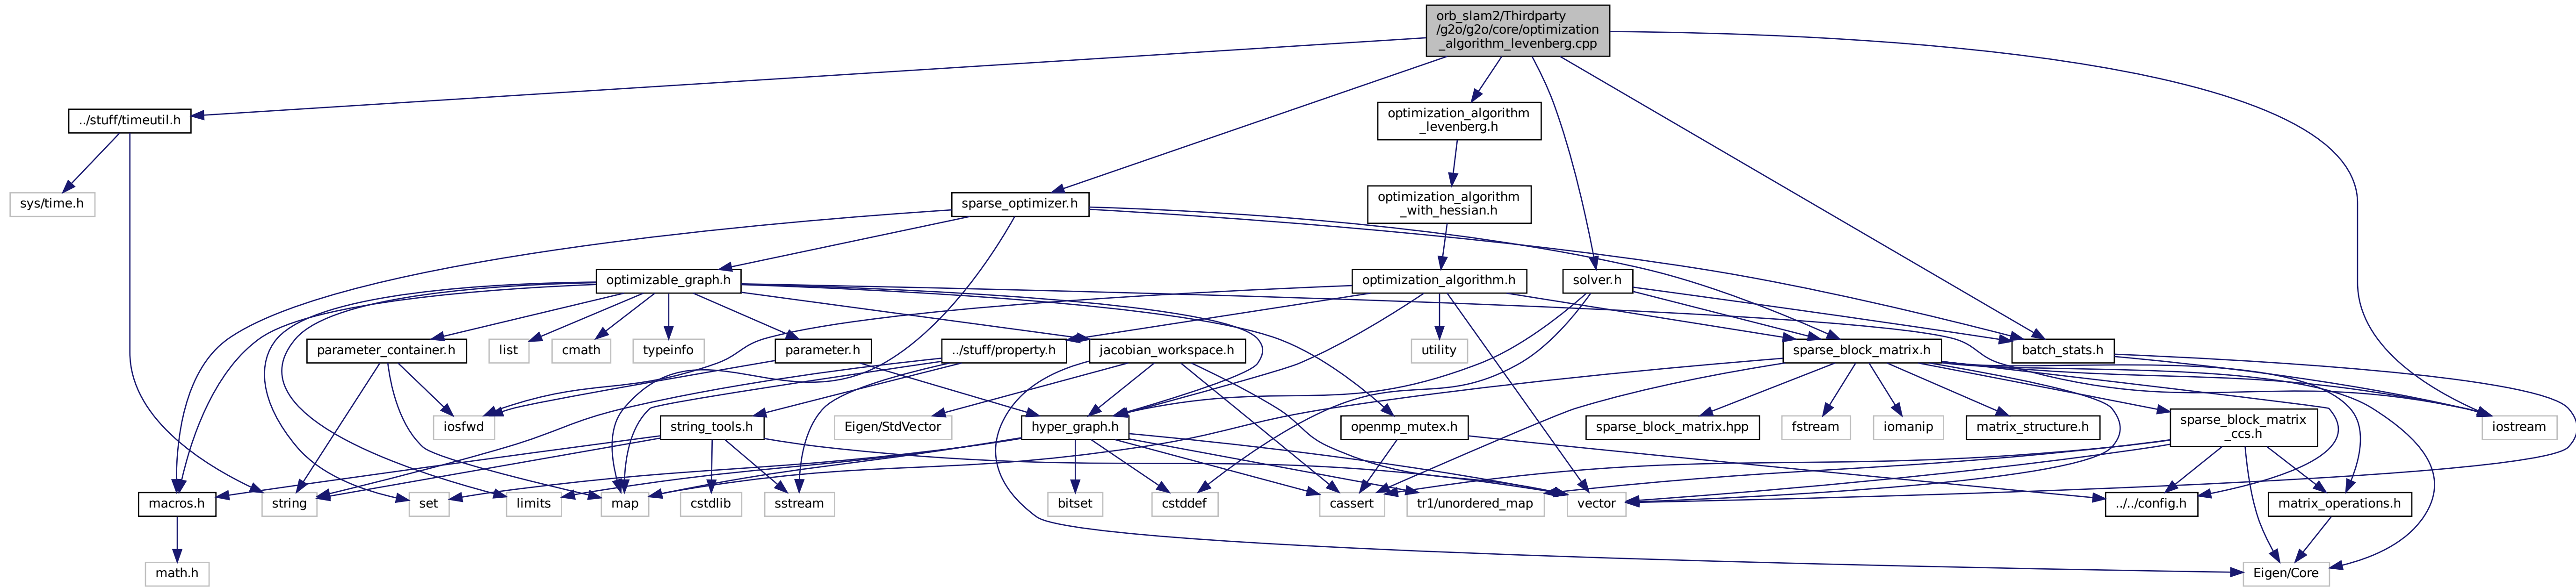 orb_slam2/Thirdparty
/g2o/g2o/core/optimization
_algorithm_levenberg.cpp
../stuff/timeutil.h
optimization_algorithm
_levenberg.h
sys/time.h
sparse_optimizer.h
optimization_algorithm
_with_hessian.h
optimizable_graph.h
optimization_algorithm.h
solver.h
parameter_container.h
list
cmath
typeinfo
parameter.h
../stuff/property.h
jacobian_workspace.h
utility
sparse_block_matrix.h
batch_stats.h
iosfwd
string_tools.h
Eigen/StdVector
hyper_graph.h
openmp_mutex.h
sparse_block_matrix.hpp
fstream
iomanip
matrix_structure.h
sparse_block_matrix
_ccs.h
iostream
macros.h
string
set
limits
map
cstdlib
sstream
bitset
cstddef
cassert
tr1/unordered_map
vector
../../config.h
matrix_operations.h
math.h
Eigen/Core